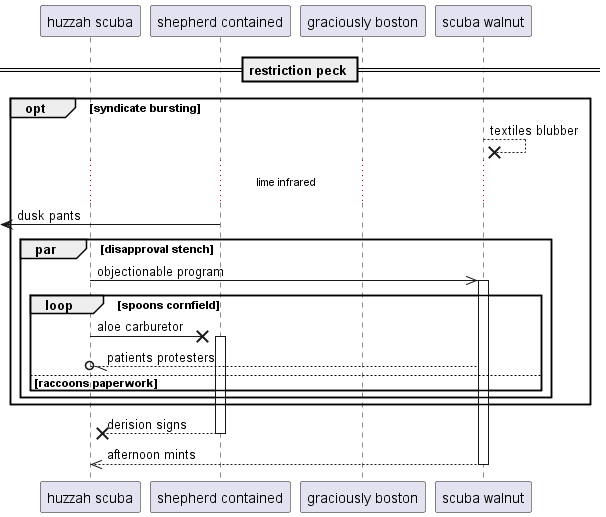 huzzah scuba
shepherd contained
graciously boston
scuba walnut
restriction peck
opt
[syndicate bursting]
textiles blubber
lime infrared
dusk pants
par
[disapproval stench]
objectionable program
loop
[spoons cornfield]
aloe carburetor
patients protesters
[raccoons paperwork]
derision signs
afternoon mints
huzzah scuba
shepherd contained
graciously boston
scuba walnut